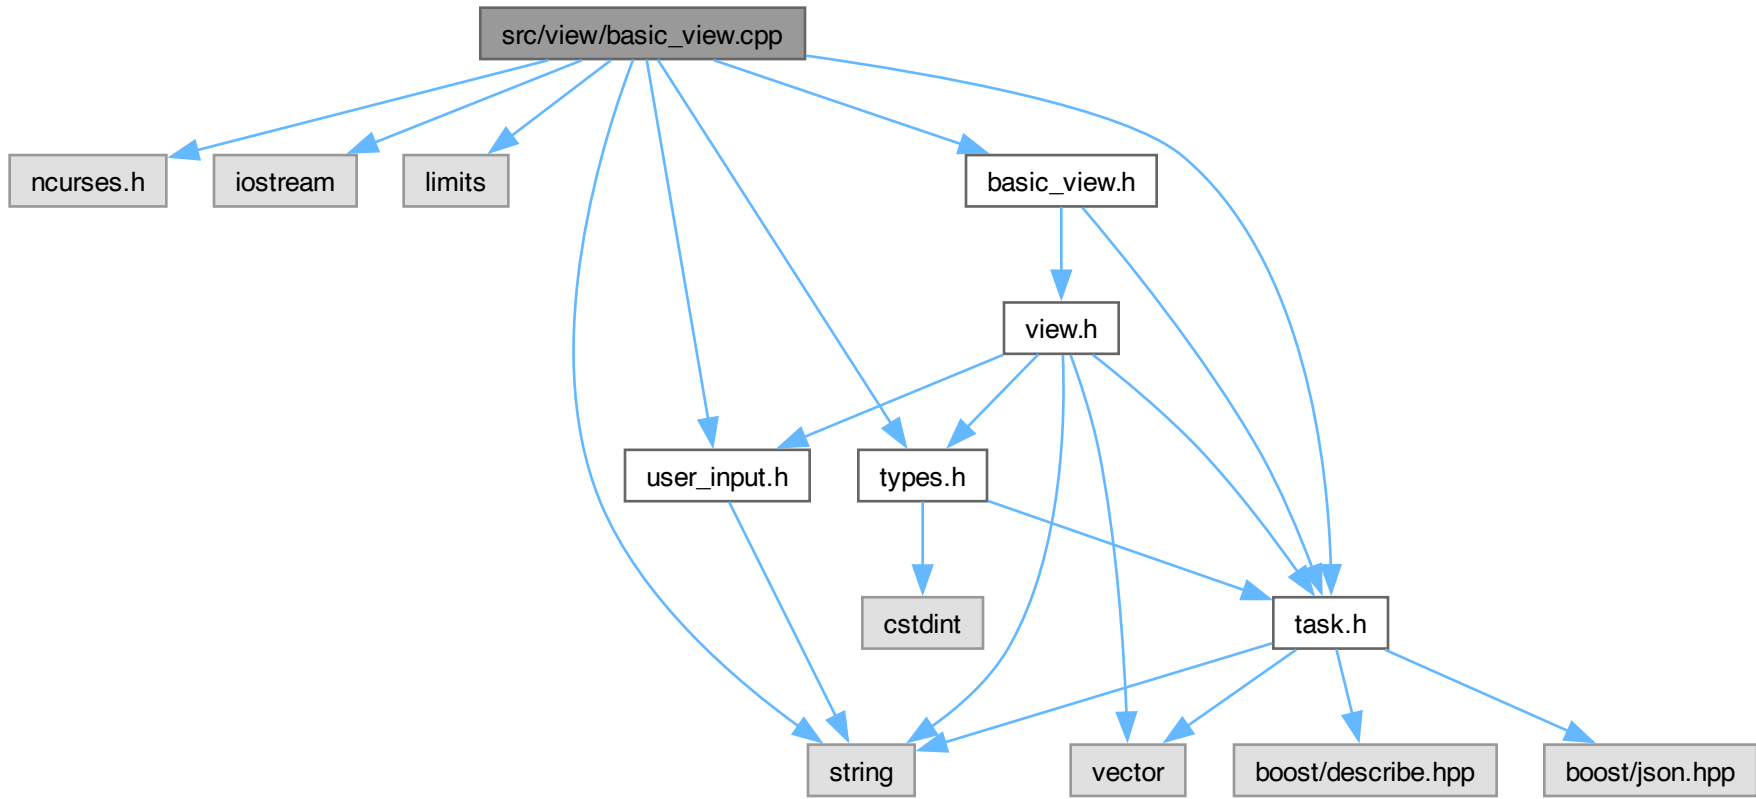 src/view/basic_view.cpp
ncurses.h
iostream
limits
basic_view.h
view.h
user_input.h
types.h
cstdint
task.h
string
vector
boost/describe.hpp
boost/json.hpp